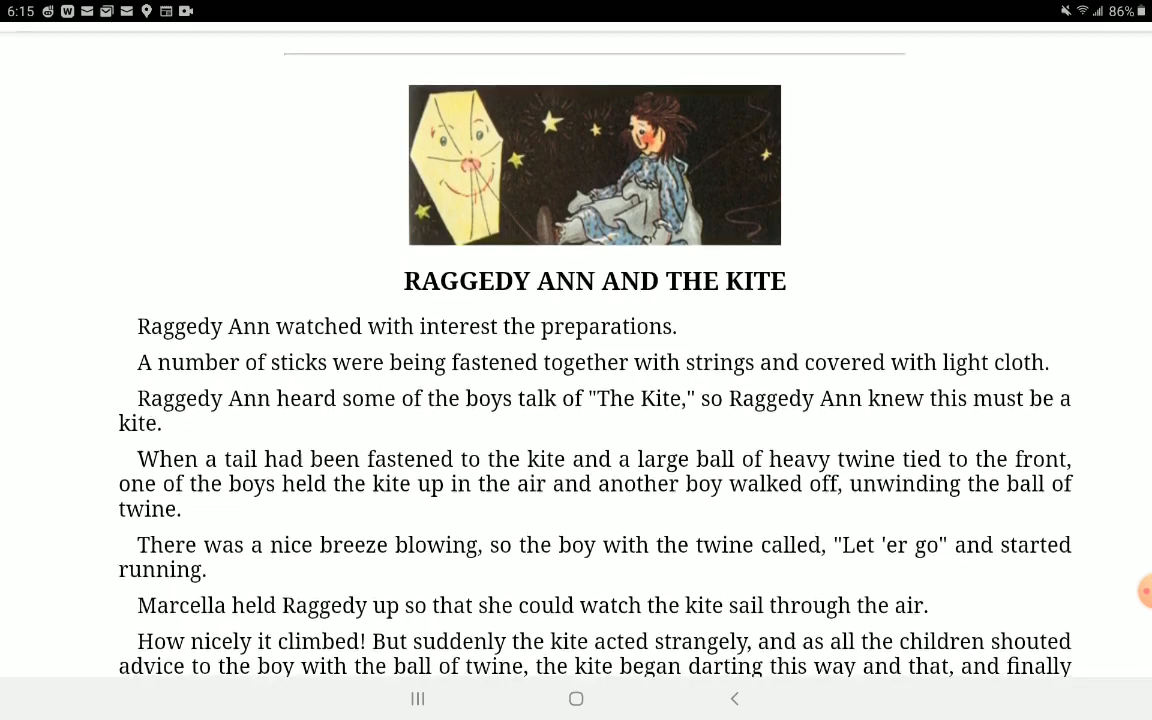 6:15 W 86%
RAGGEDY ANN AND THE KITE
Raggedy Ann watched with interest the preparations.
A number of sticks were being fastened together with strings and covered with light cloth.
Raggedy Ann heard some of the boys talk of "The Kite," so Raggedy Ann knew this must be a
kite.
When a tail had been fastened to the kite and a large ball of heavy twine tied to the front,
one of the boys held the kite up in the air and another boy walked off, unwinding the ball of
twine.
There was a nice breeze blowing, so the boy with the twine called, "Let 'er go" and started
running.
Marcella held Raggedy up so that she could watch the kite sail through the air.
How nicely it climbed! But suddenly the kite acted strangely, and as all the children shouted
advice to the boy with the ball of twine, the kite began darting this way and that, and finally